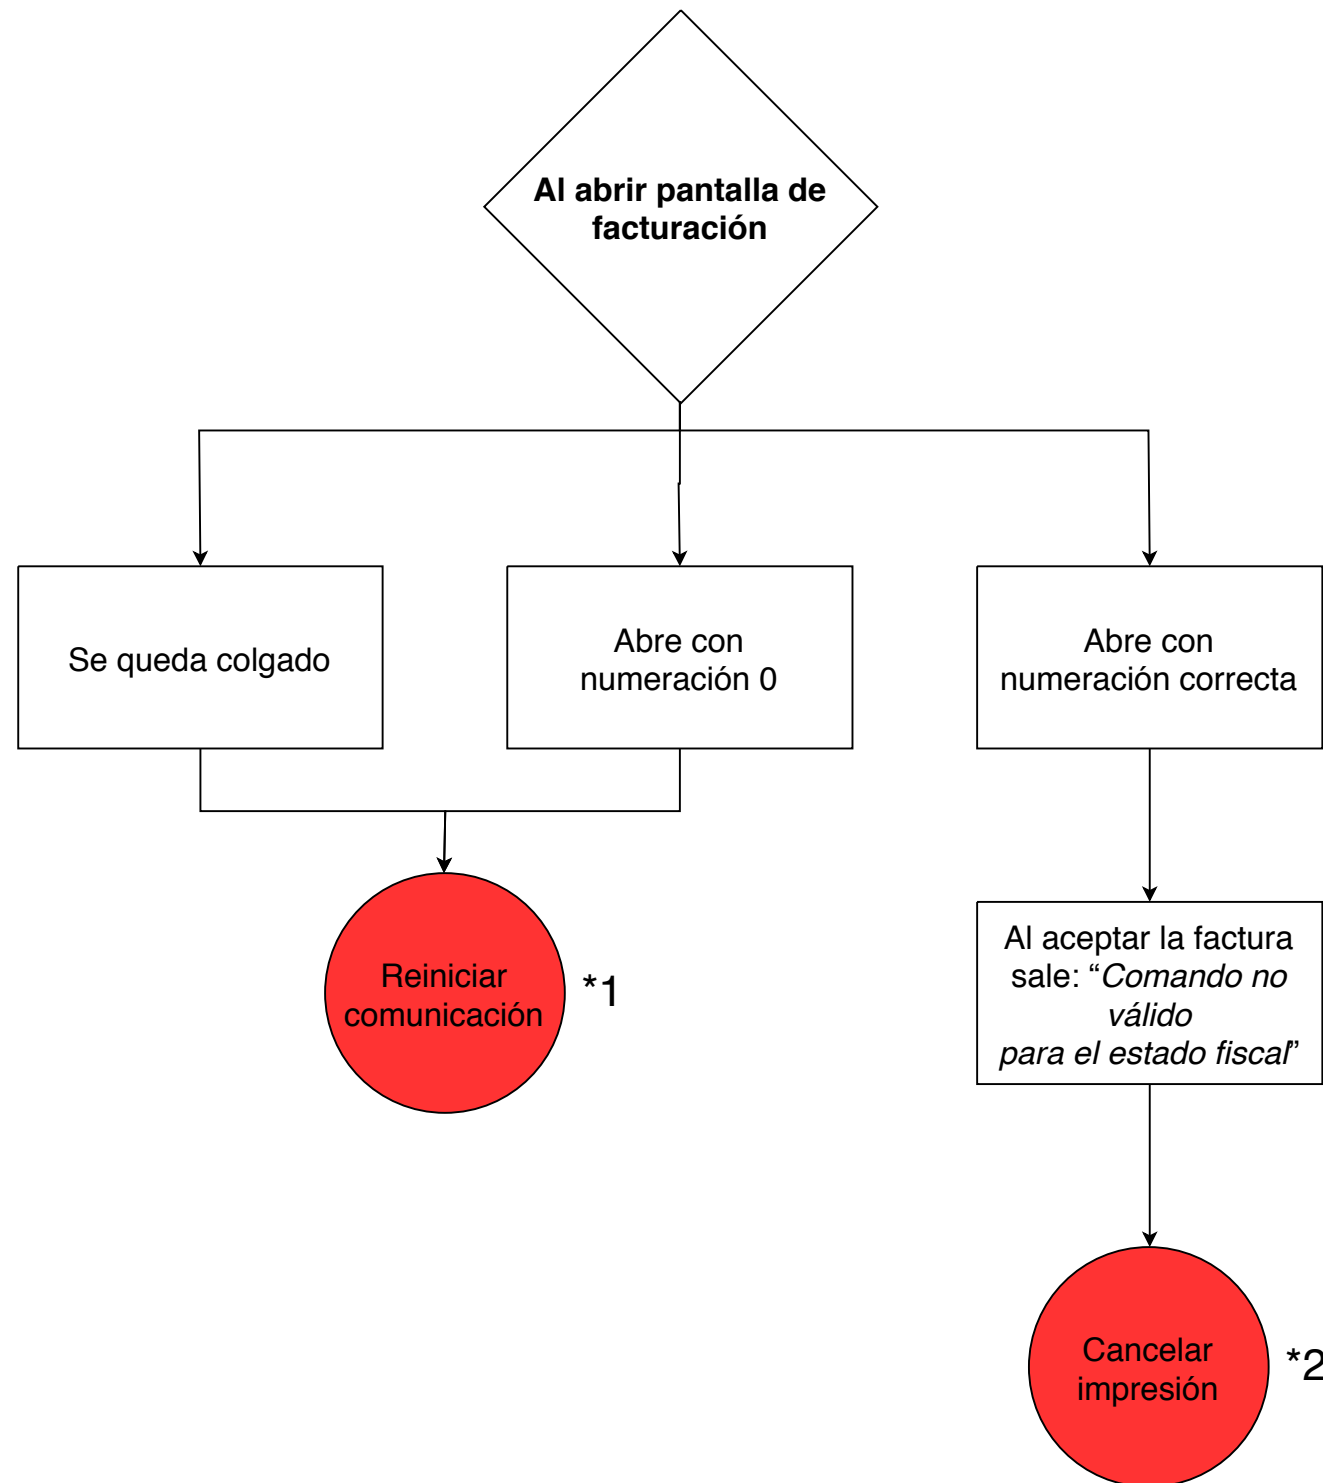 Al abrir pantalla de
facturación
Se queda colgado
Abre con
numeración 0
Abre con
numeración correcta
Reiniciar
comunicación
*1
Al aceptar la factura
sale: “Comando no
válido
para el estado fiscal”
Cancelar
impresión
*2